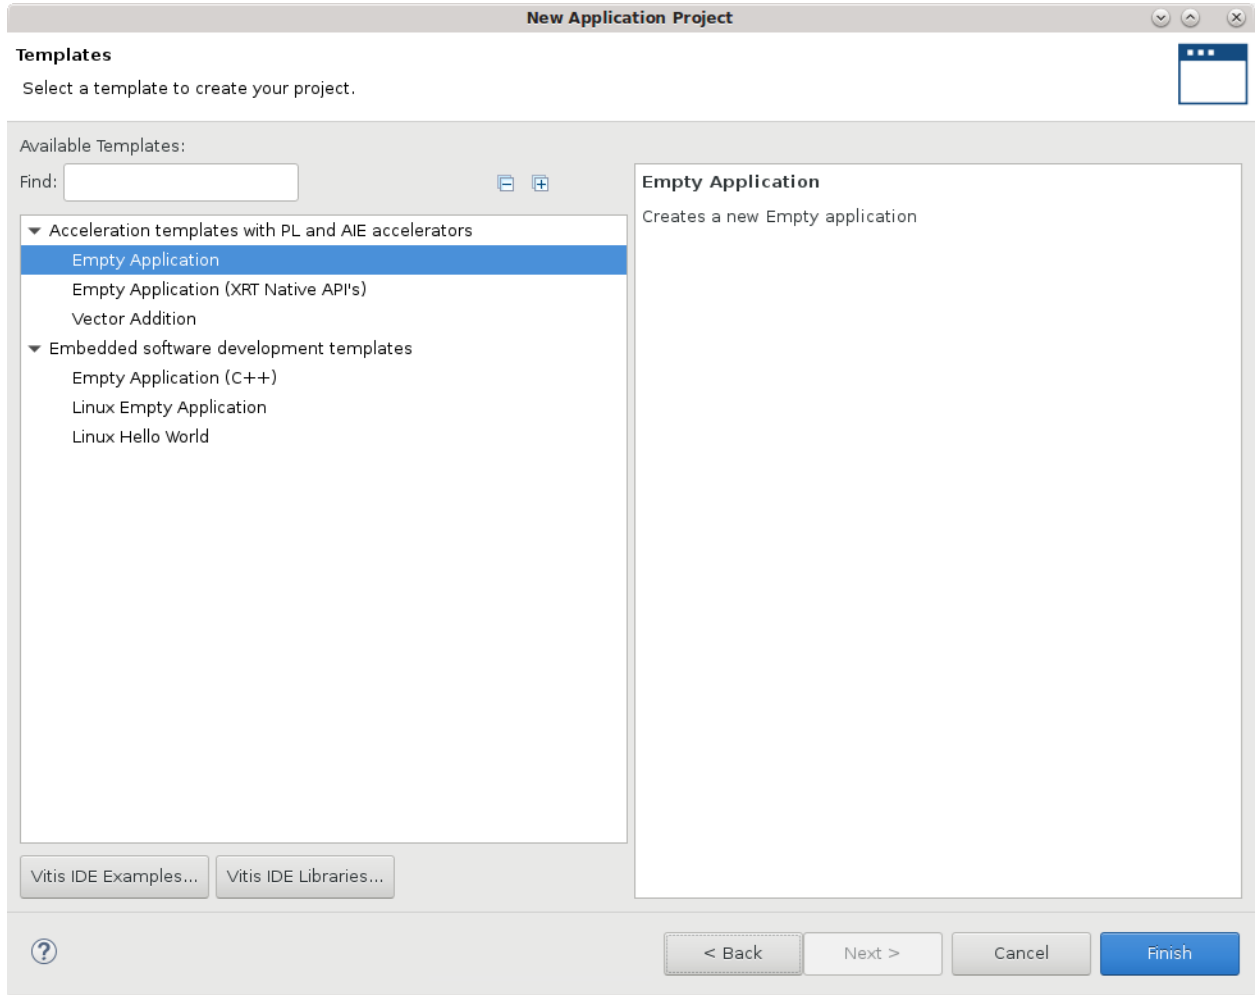 New Application Project
Templates
Select a template to create your project.
Available Templates:
Find:
Acceleration templates with PL and AIE accelerators
Empty Application
Empty Application (XRT Native API's)
Vector Addition
Embedded software development templates
Empty Application (C++)
Linux Empty Application
Linux Hello World
Vitis IDE Examples...
Vitis IDE Libraries...
Empty Application
Creates a new Empty application
?
< Back
Next >
Cancel
Finish